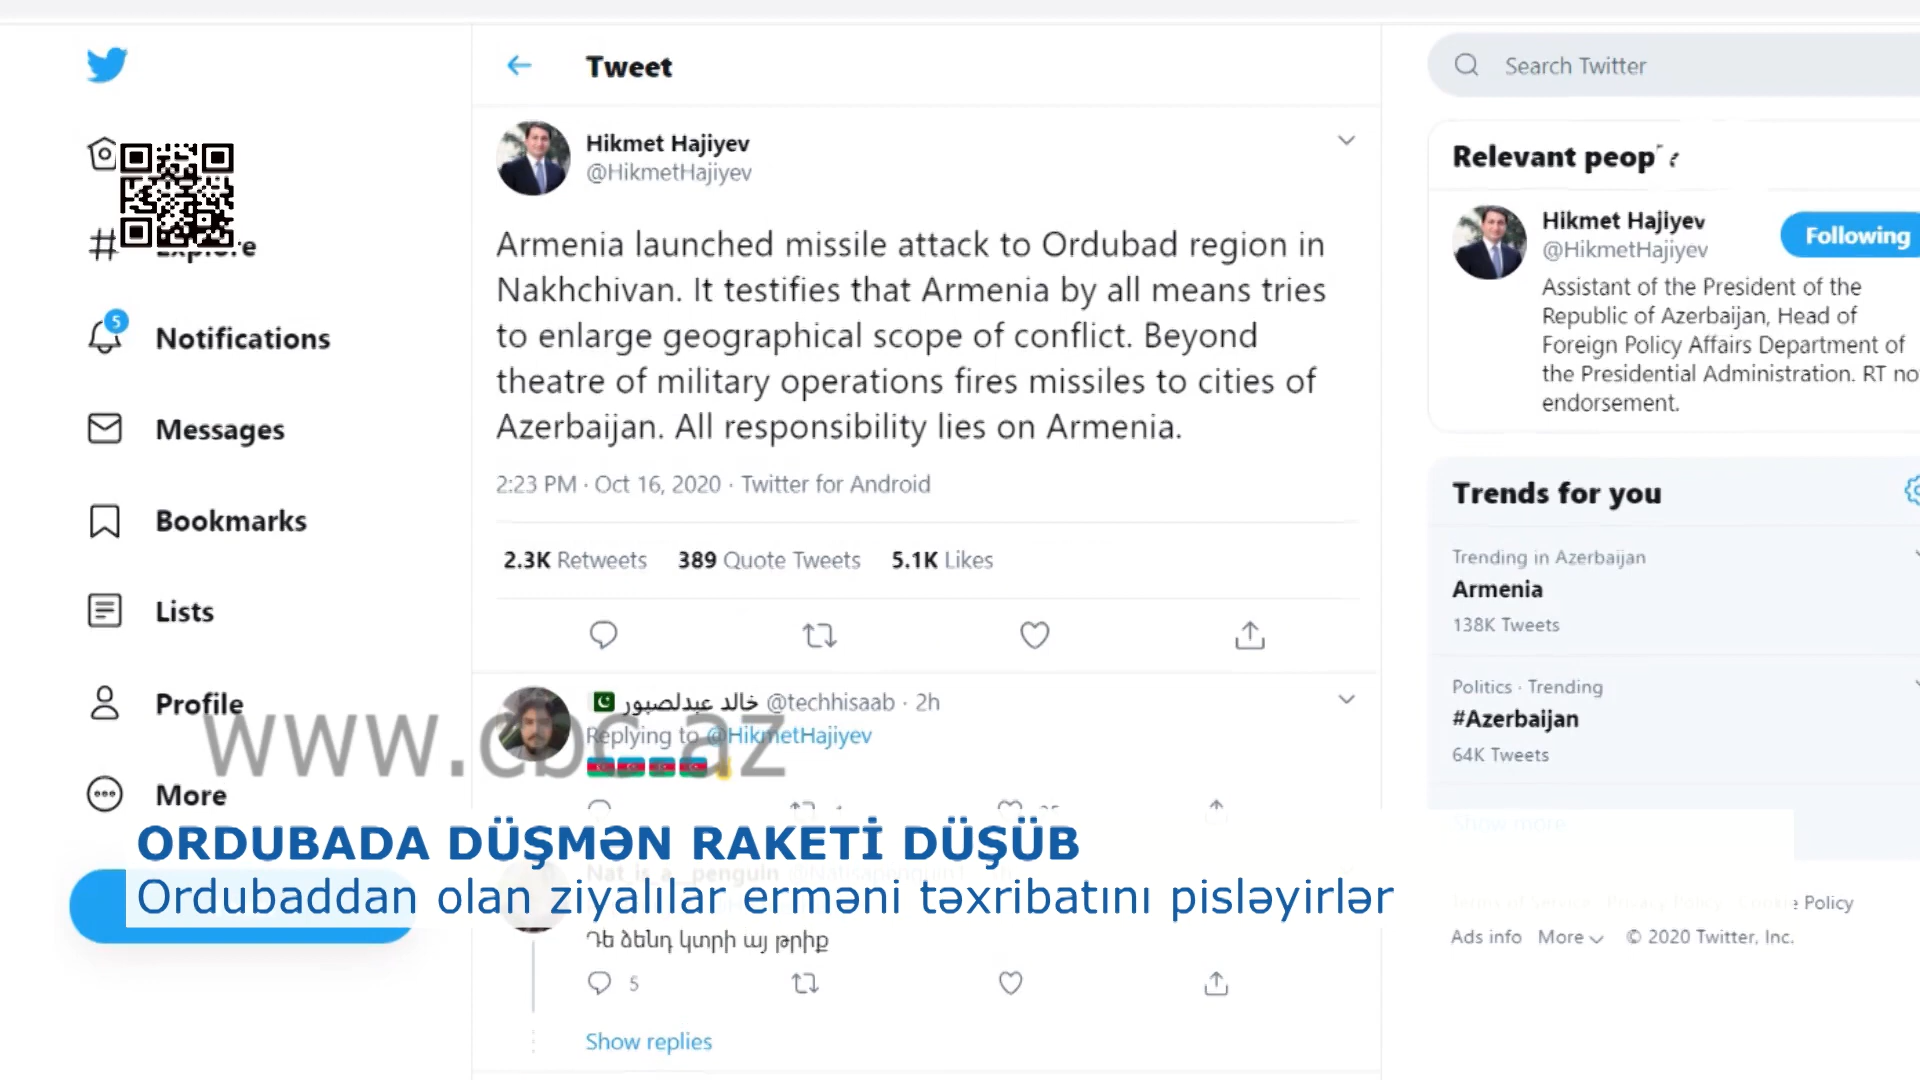 Tweet
Search Twitter
Hikmet Hajiyev
@HikmetHajiyev
Armenia launched missile attack to Ordubad region in
Nakhchivan. It testifies that Armenia by all means tries
to enlarge geographical scope of conflict. Beyond
theatre of military operations fires missiles to cities of
Azerbaijan. All responsibility lies on Armenia.
2:23 PM · Oct 16, 2020 · Twitter for Android
2.3K Retweets 389 Quote Tweets 5.1K Likes
خالد عبدلصبور @techhisaab · 2h
Replying to @HikmetHajiyev
Դե ձենդ կտրի այ թրիք
5
Show replies
Explore
5
Notifications
Messages
Bookmarks
Lists
Profile
More
www.cbc.az
ORDUBADA DÜŞMƏN RAKETİ DÜŞÜB
Ordubaddan olan ziyalılar erməni təxribatını pisləyirlər
Relevant peop
Hikmet Hajiyev
@HikmetHajiyev
Following
Assistant of the President of the
Republic of Azerbaijan, Head of
Foreign Policy Affairs Department of
the Presidential Administration. RT no
endorsement.
Trends for you
Trending in Azerbaijan
Armenia
138K Tweets
Politics · Trending
#Azerbaijan
64K Tweets
Show more
Policy
Ads info More © 2020 Twitter, Inc.